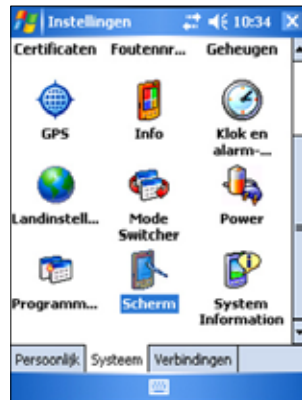 Instellingen 10:34
Certificaten Foutennr... Geheugen
GPS Info Klok en
alarm-...
Landinstell... Mode Power
Switcher
Programm... Scherm System
Information
Persoonlijk Systeem Verbindingen